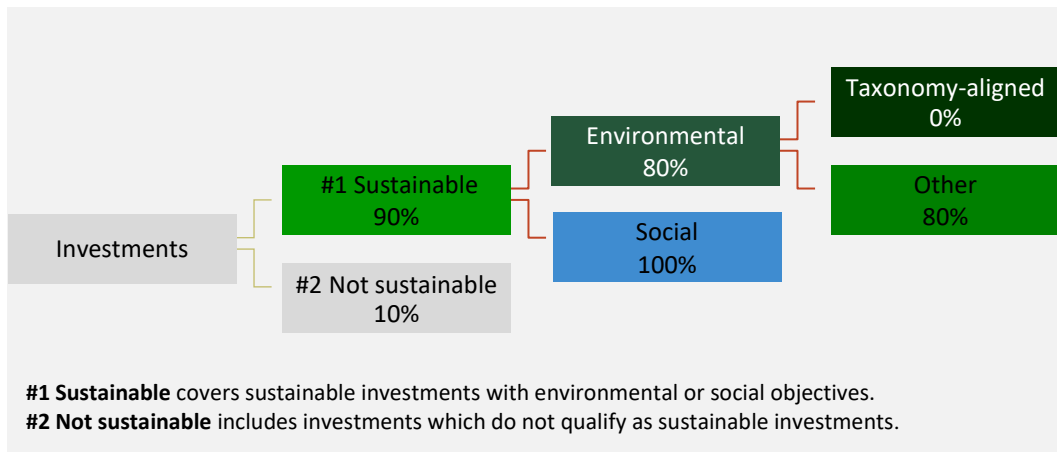 Investments
#1 Sustainable
90%
#2 Not sustainable
10%
Environmental
80%
Social
100%
Taxonomy-aligned
0%
Other
80%
#1 Sustainable covers sustainable investments with environmental or social objectives.
#2 Not sustainable includes investments which do not qualify as sustainable investments.